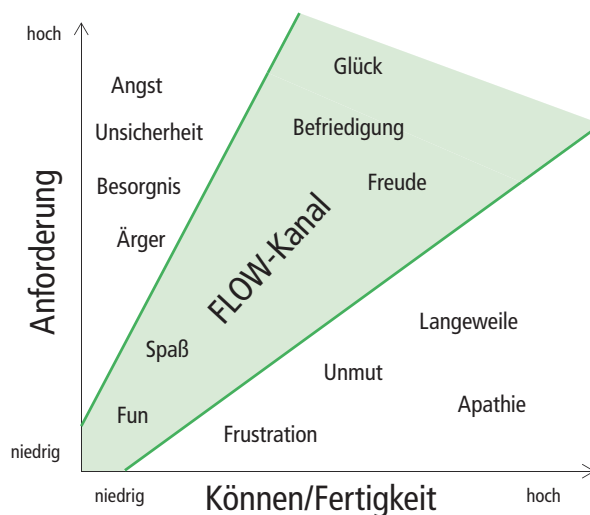 hoch
Glück
Angst
Befriedigung
Unsicherheit
Freude
Besorgnis
Ärger
Anforderung
FLOW-Kanal
Langeweile
Spaß
Unmut
Apathie
Fun
Frustration
niedrig
niedrig
Können/Fertigkeit
hoch